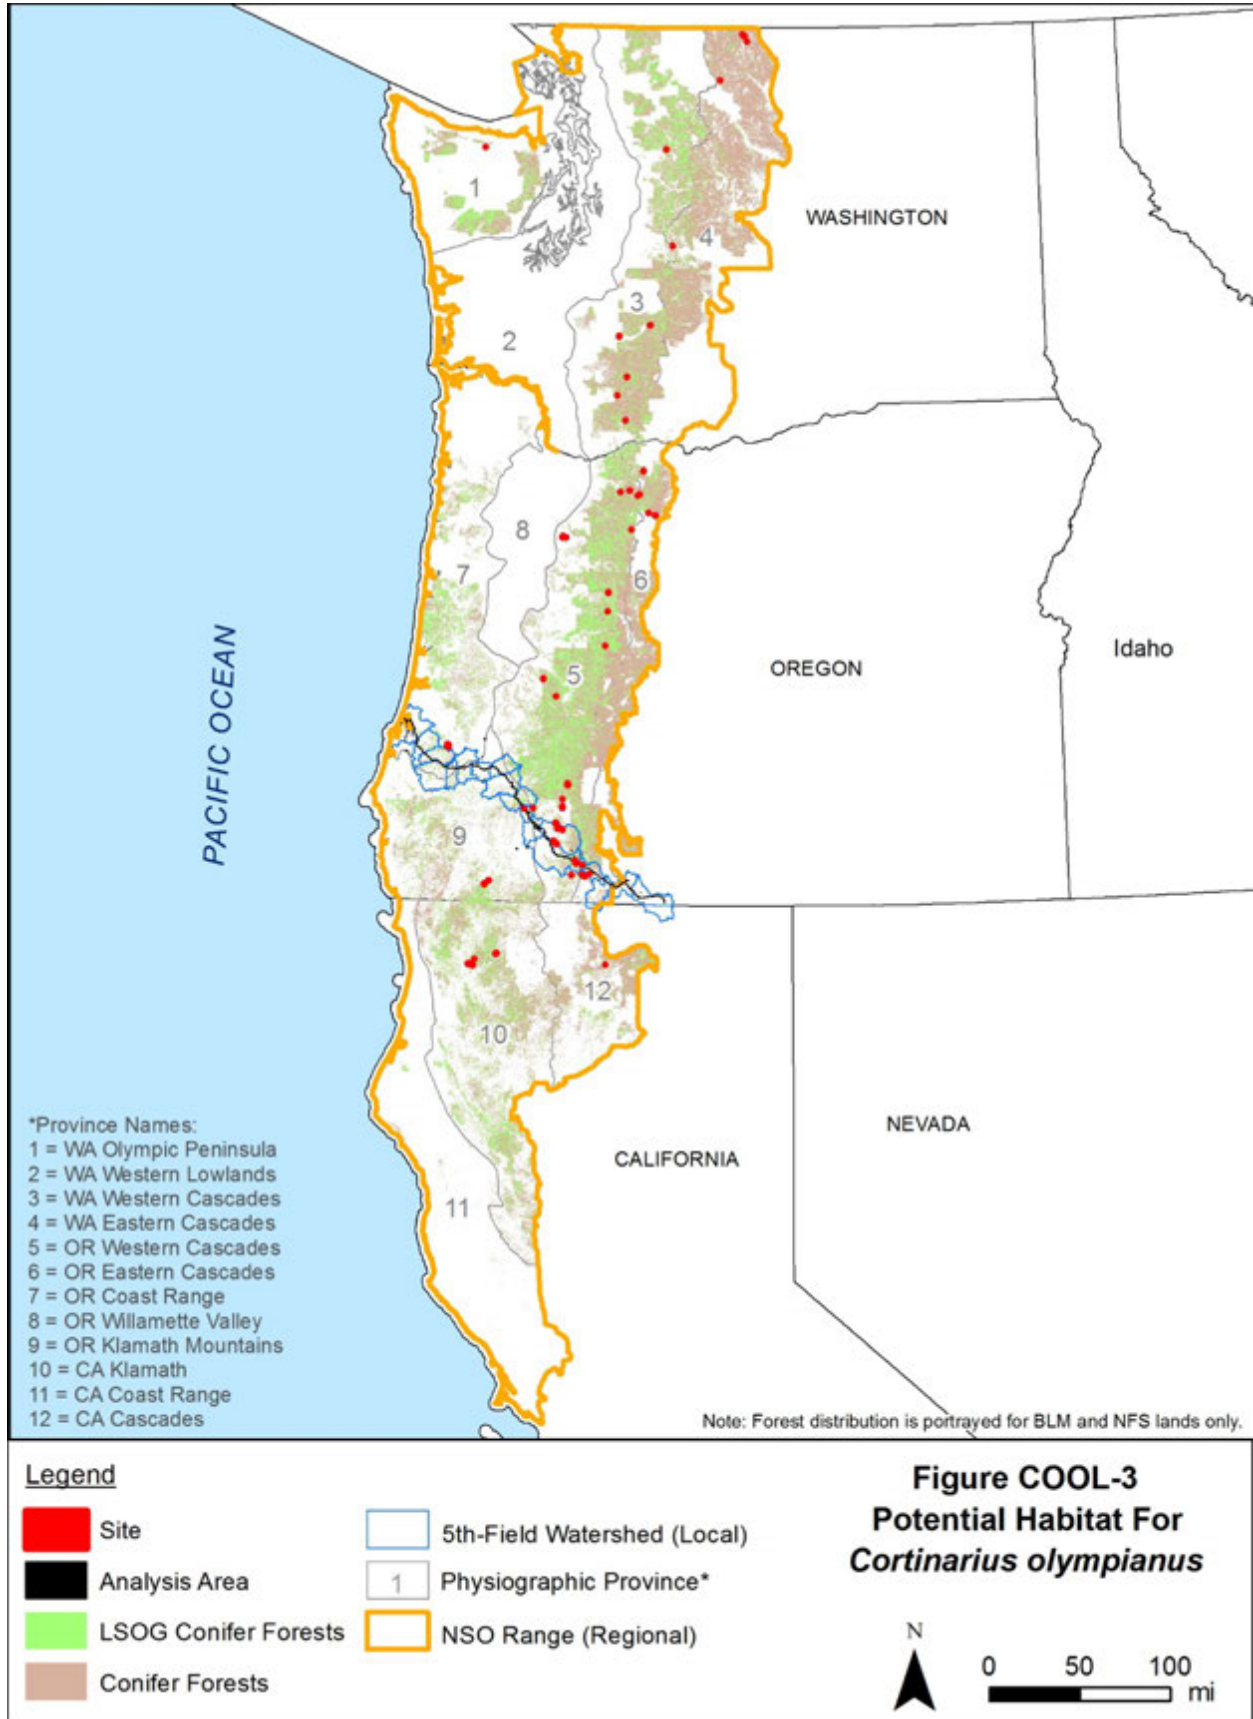 WASHINGTON
1
4
3
2
8
7
6
5
OREGON
Idaho
PACIFIC OCEAN
9
12
10
NEVADA
CALIFORNIA
11
*Province Names:
1 = WA Olympic Peninsula
2 = WA Western Lowlands
3 = WA Western Cascades
4 = WA Eastern Cascades
5 = OR Western Cascades
6 = OR Eastern Cascades
7 = OR Coast Range
8 = OR Willamette Valley
9 = OR Klamath Mountains
10 = CA Klamath
11 = CA Coast Range
12 = CA Cascades
Note: Forest distribution is portrayed for BLM and NFS lands only.
Legend
Site
Analysis Area
LSOG Conifer Forests
Conifer Forests
5th-Field Watershed (Local)
1
Physiographic Province*
NSO Range (Regional)
Figure COOL-3
Potential Habitat For
Cortinarius olympianus
N
0 50 100
mi